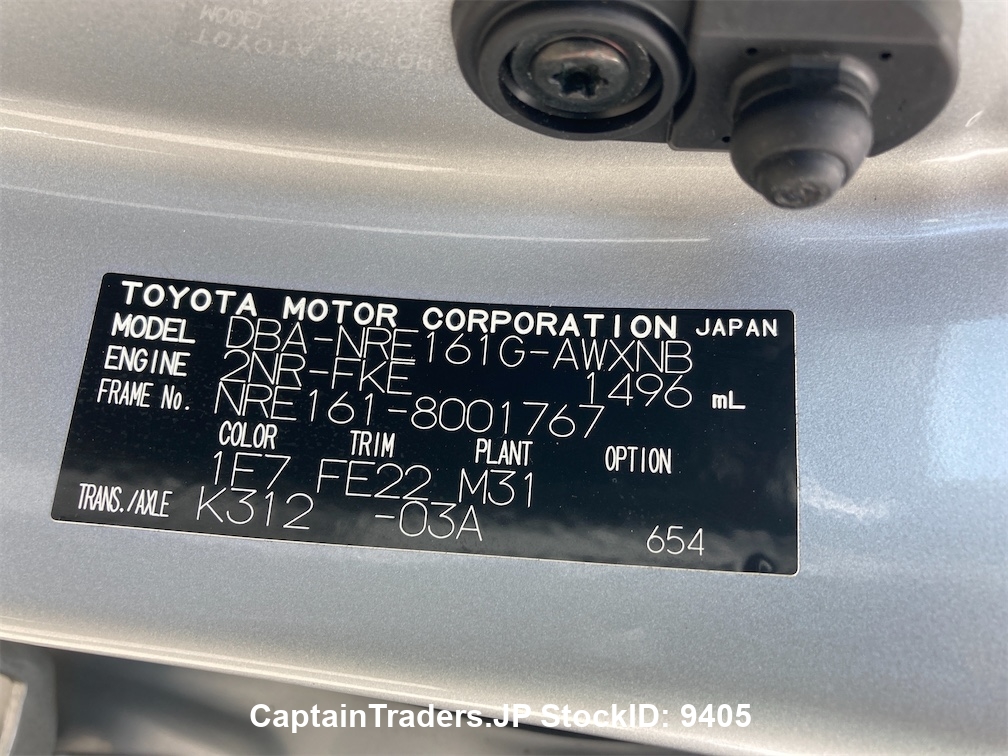 TOYOTA MOTOR CORPORATION JAPAN
MODEL DBA-NRE161G-AWXNB
ENGINE 2NR-FKE 1496 mL
FRAME No. NRE161-8001767
COLOR TRIM PLANT OPTION
1F7 FE22 M31
TRANS./AXLE K312 -03A 654
CaptainTraders.JP StockID: 9405